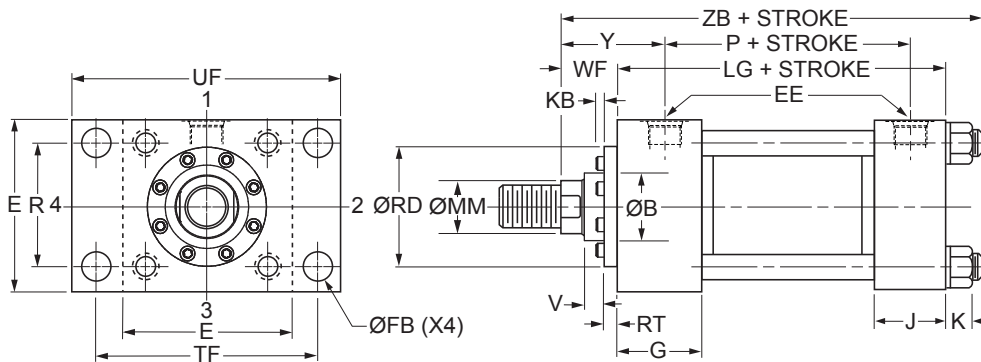 ZB + STROKE
Y
P + STROKE
UF
WF
LG + STROKE
1
KB
EE
E
R
4
2
ØRD
ØMM
ØB
3
V
E
ØFB (X4)
RT
J
K
TF
G